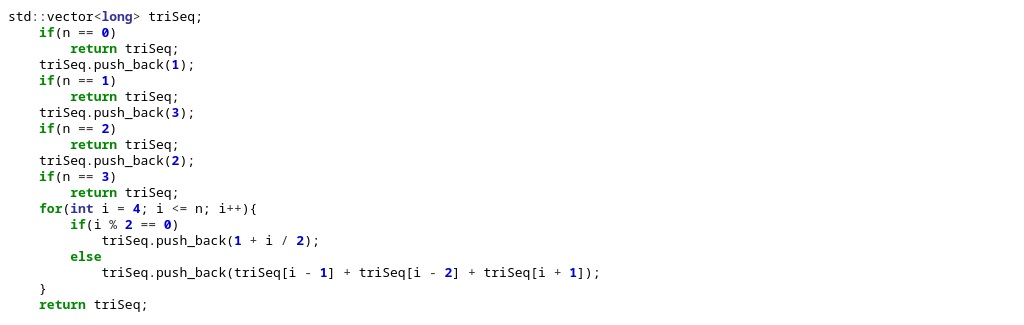 std::vector<long> triSeq;
    if(n == 0)
        return triSeq;
    triSeq.push_back(1);
    if(n == 1)
        return triSeq;
    triSeq.push_back(3);
    if(n == 2)
        return triSeq;
    triSeq.push_back(2);
    if(n == 3)
        return triSeq;
    for(int i = 4; i <= n; i++){
        if(i % 2 == 0)
            triSeq.push_back(1 + i / 2);
        else
            triSeq.push_back(triSeq[i - 1] + triSeq[i - 2] + triSeq[i + 1]);
    }
    return triSeq;